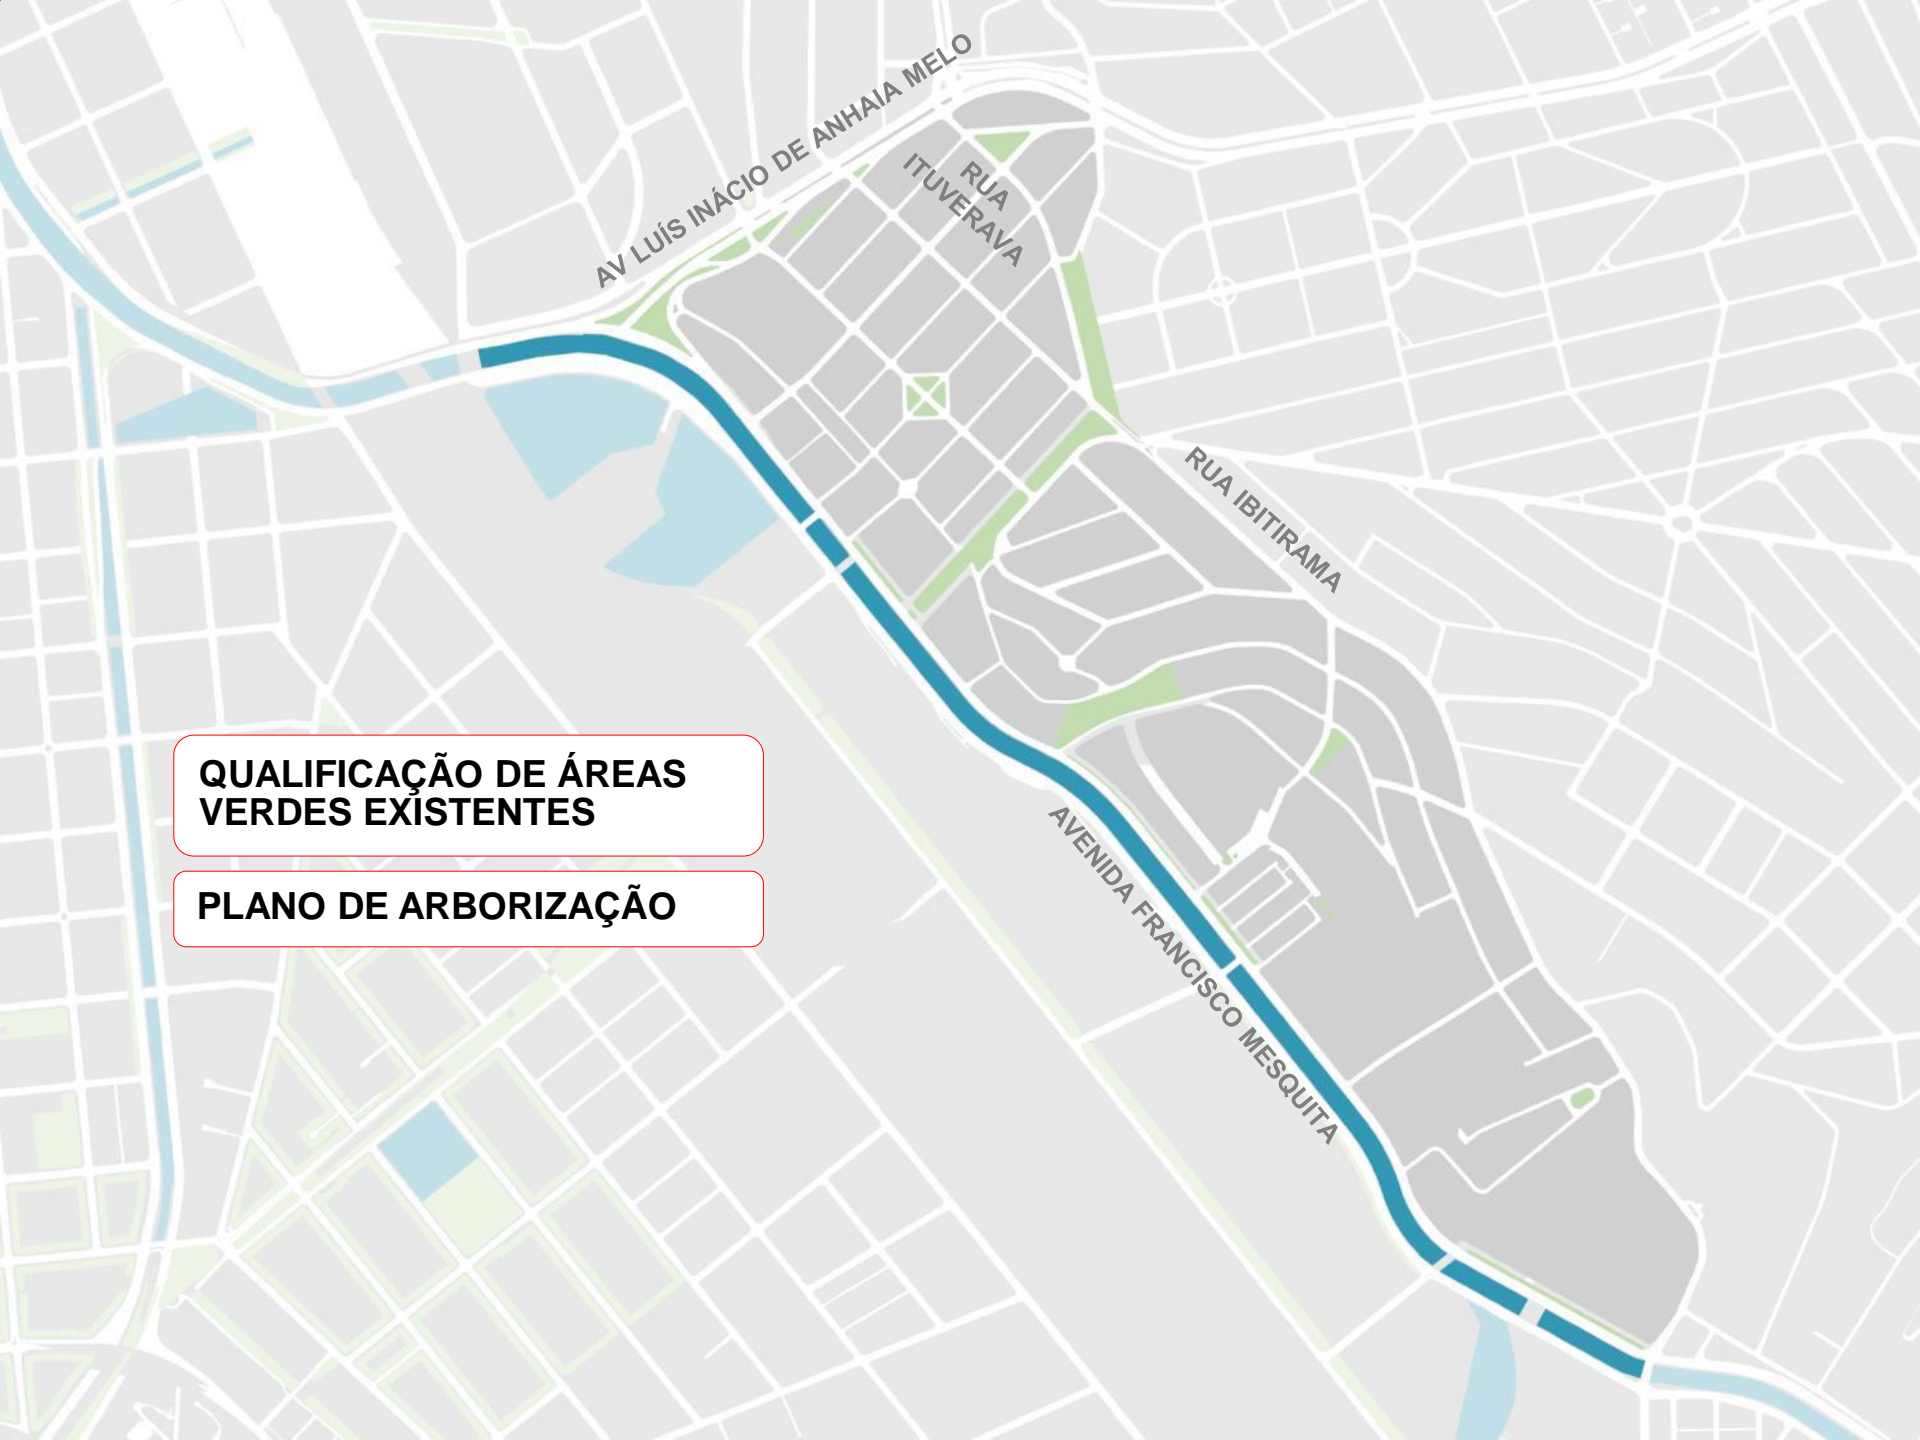 AV LUÍS INÁCIO DE ANHAIA MELO
RUA
ITUVERAVA
RUA IBITIRAMA
QUALIFICAÇÃO DE ÁREAS
VERDES EXISTENTES
PLANO DE ARBORIZAÇÃO
AVENIDA FRANCISCO MESQUITA